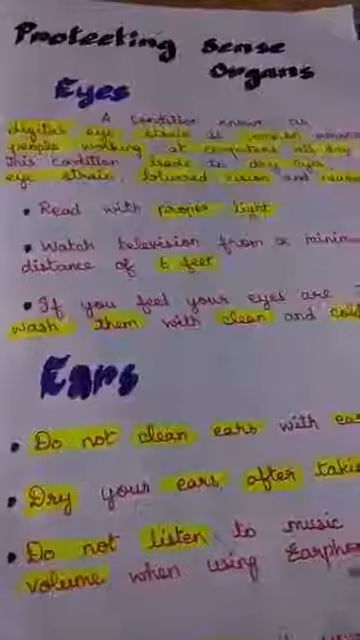 Protecting Sense
Organs
Eyes
A condition known as
digital eye strain is common
people working at computers all day
This condition leads to dry eyes,
eye strain, blurred vision and
• Read with proper light
• Watch television from a
distance of 6 feet
• If you feel your eyes are
wash them with clean and
Ears
• Do not clean ears with
• Dry your ears after
• Do not listen to music
volume when using